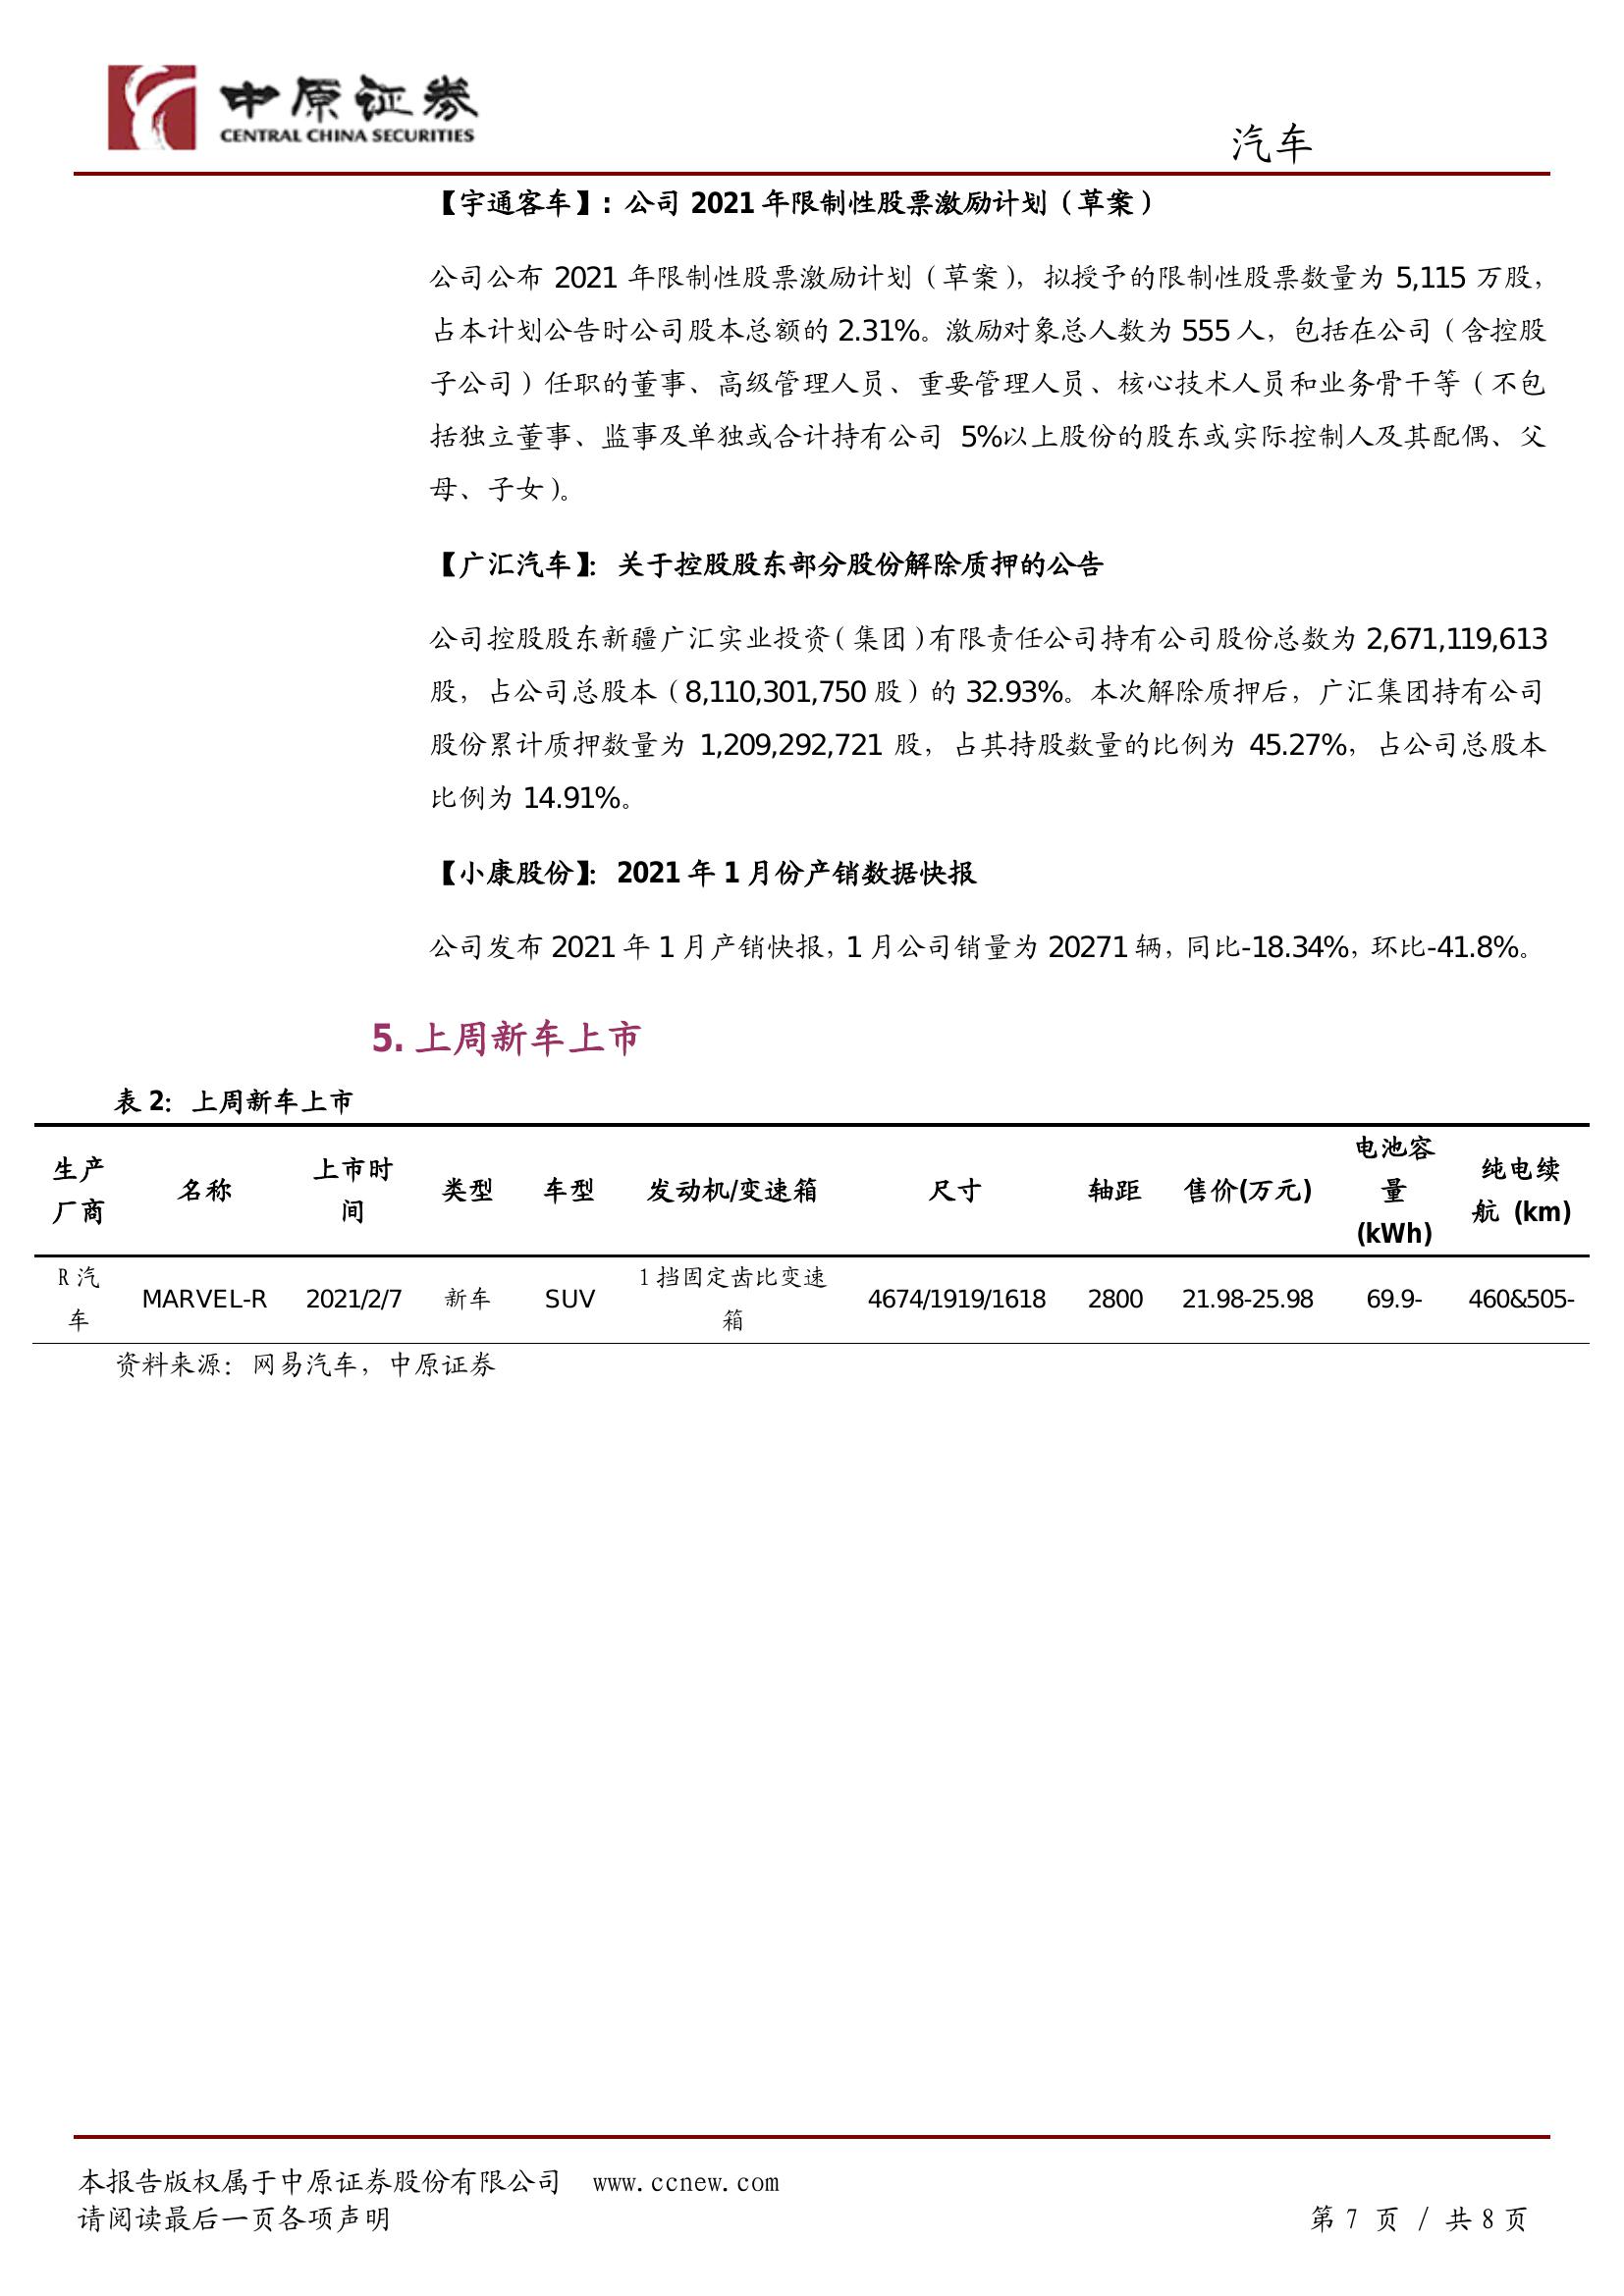 中原证券
CENTRAL CHINA SECURITIES
汽车
【宇通客车】: 公司 2021 年限制性股票激励计划（草案）
公司公布 2021 年限制性股票激励计划（草案），拟授予的限制性股票数量为 5,115 万股，
占本计划公告时公司股本总额的 2.31%。激励对象总人数为 555 人，包括在公司（含控股
子公司）任职的董事、高级管理人员、重要管理人员、核心技术人员和业务骨干等（不包
括独立董事、监事及单独或合计持有公司 5%以上股份的股东或实际控制人及其配偶、父
母、子女）。
【广汇汽车】：关于控股股东部分股份解除质押的公告
公司控股股东新疆广汇实业投资（集团）有限责任公司持有公司股份总数为 2,671,119,613
股，占公司总股本（8,110,301,750 股）的 32.93%。本次解除质押后，广汇集团持有公司
股份累计质押数量为 1,209,292,721 股，占其持股数量的比例为 45.27%，占公司总股本
比例为 14.91%。
【小康股份】：2021 年 1 月份产销数据快报
公司发布 2021 年 1 月产销快报，1 月公司销量为 20271 辆，同比-18.34%，环比-41.8%。
5. 上周新车上市
表 2：上周新车上市
生产厂商 名称 上市时间 类型 车型 发动机/变速箱 尺寸 轴距 售价(万元) 电池容量(kWh) 纯电续航 (km)
R 汽车 MARVEL-R 2021/2/7 新车 SUV 1 挡固定齿比变速箱 4674/1919/1618 2800 21.98-25.98 69.9- 460&505-
资料来源：网易汽车，中原证券
本报告版权属于中原证券股份有限公司 www.ccnew.com
请阅读最后一页各项声明
第 7 页 / 共 8 页